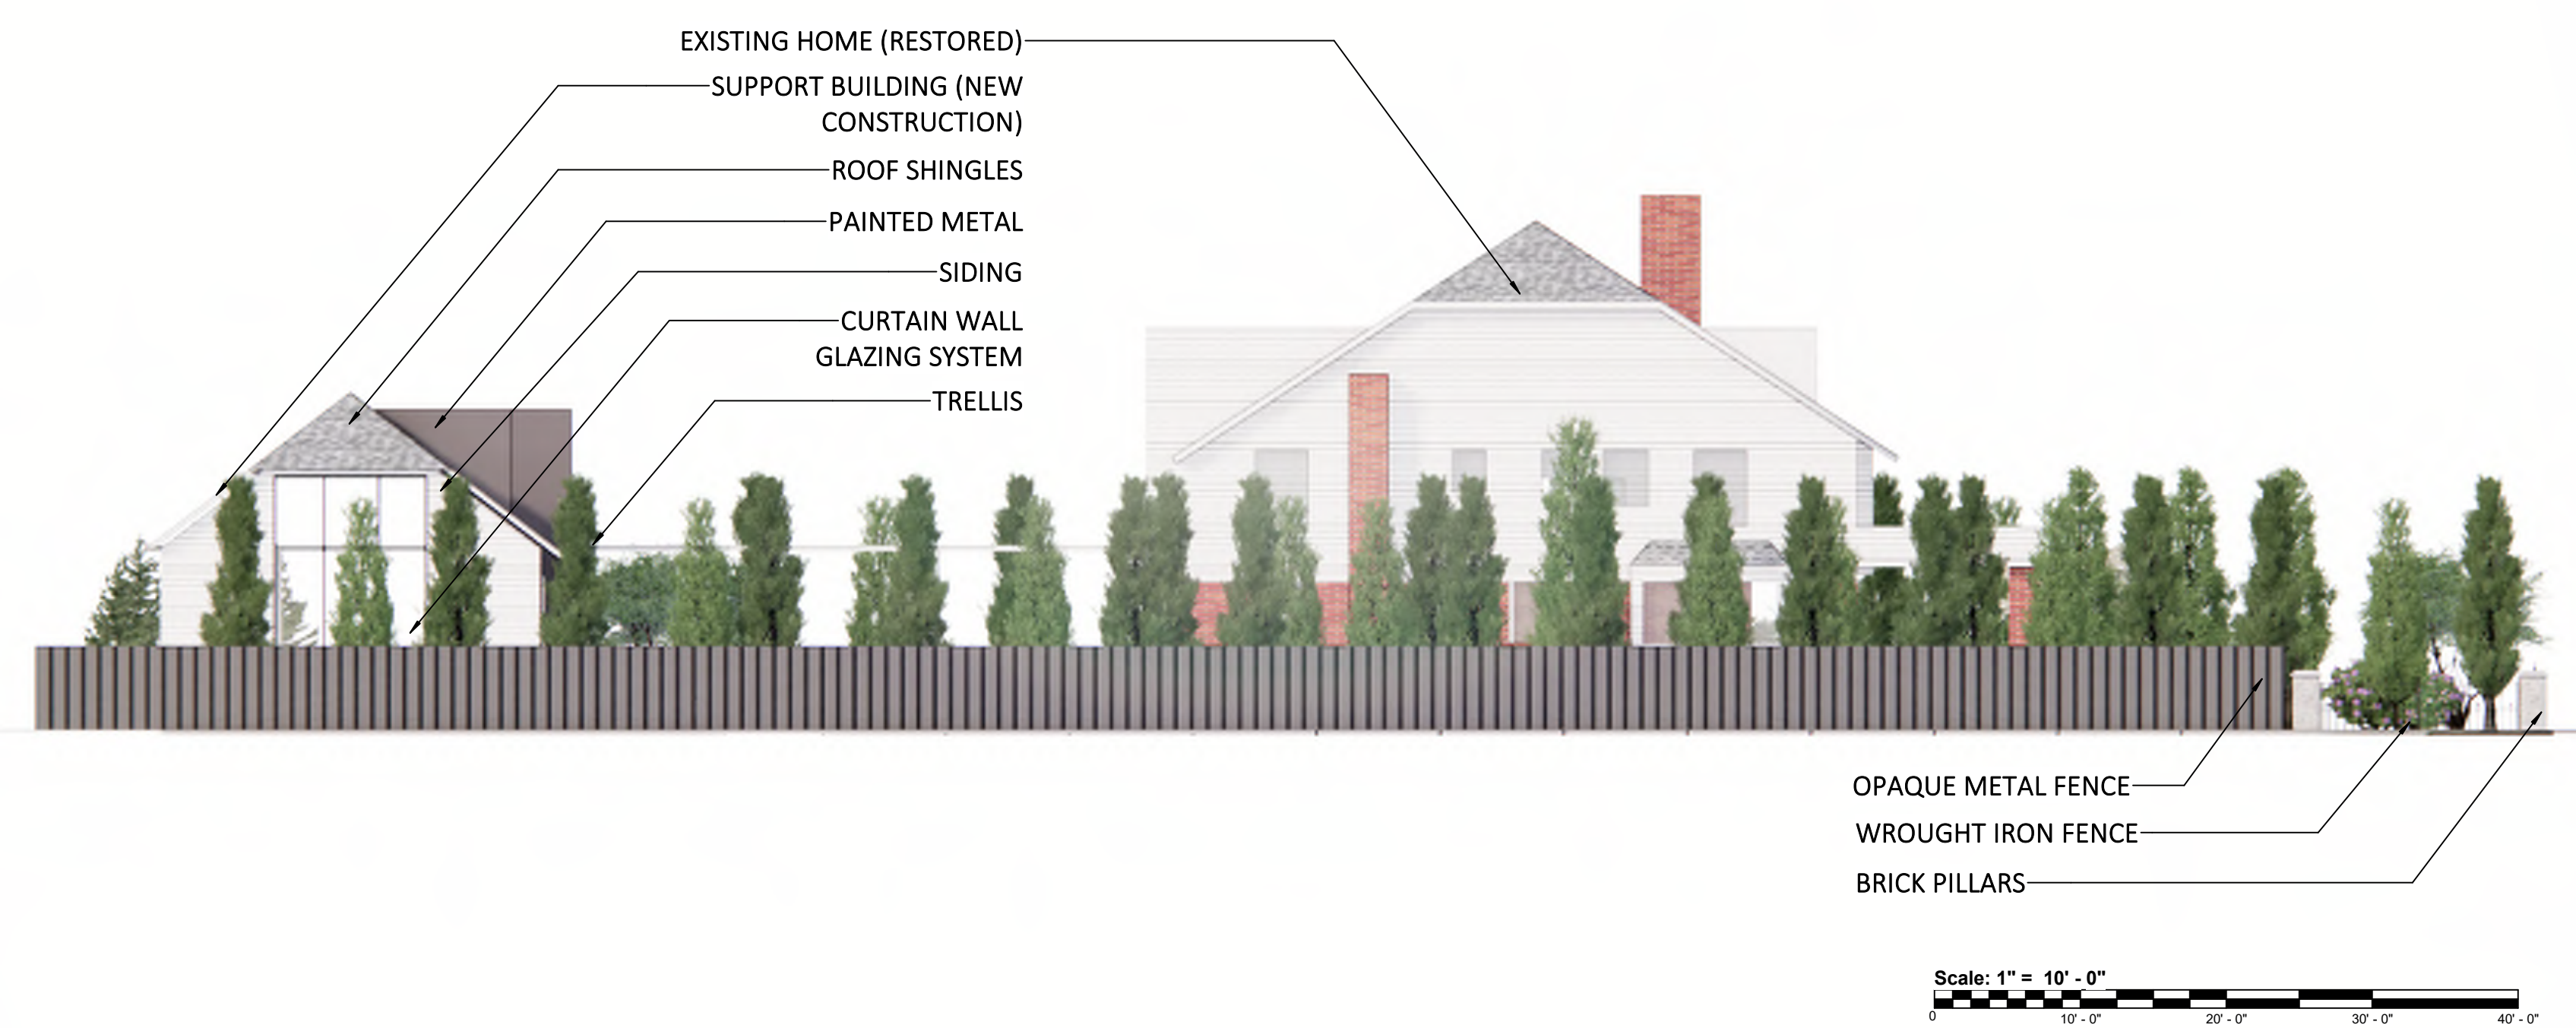 EXISTING HOME (RESTORED)
SUPPORT BUILDING (NEW
CONSTRUCTION)
ROOF SHINGLES
PAINTED METAL
SIDING
CURTAIN WALL
GLAZING SYSTEM
TRELLIS
OPAQUE METAL FENCE
WROUGHT IRON FENCE
BRICK PILLARS
Scale: 1" = 10' - 0"
0 10' - 0" 20' - 0" 30' - 0" 40' - 0"